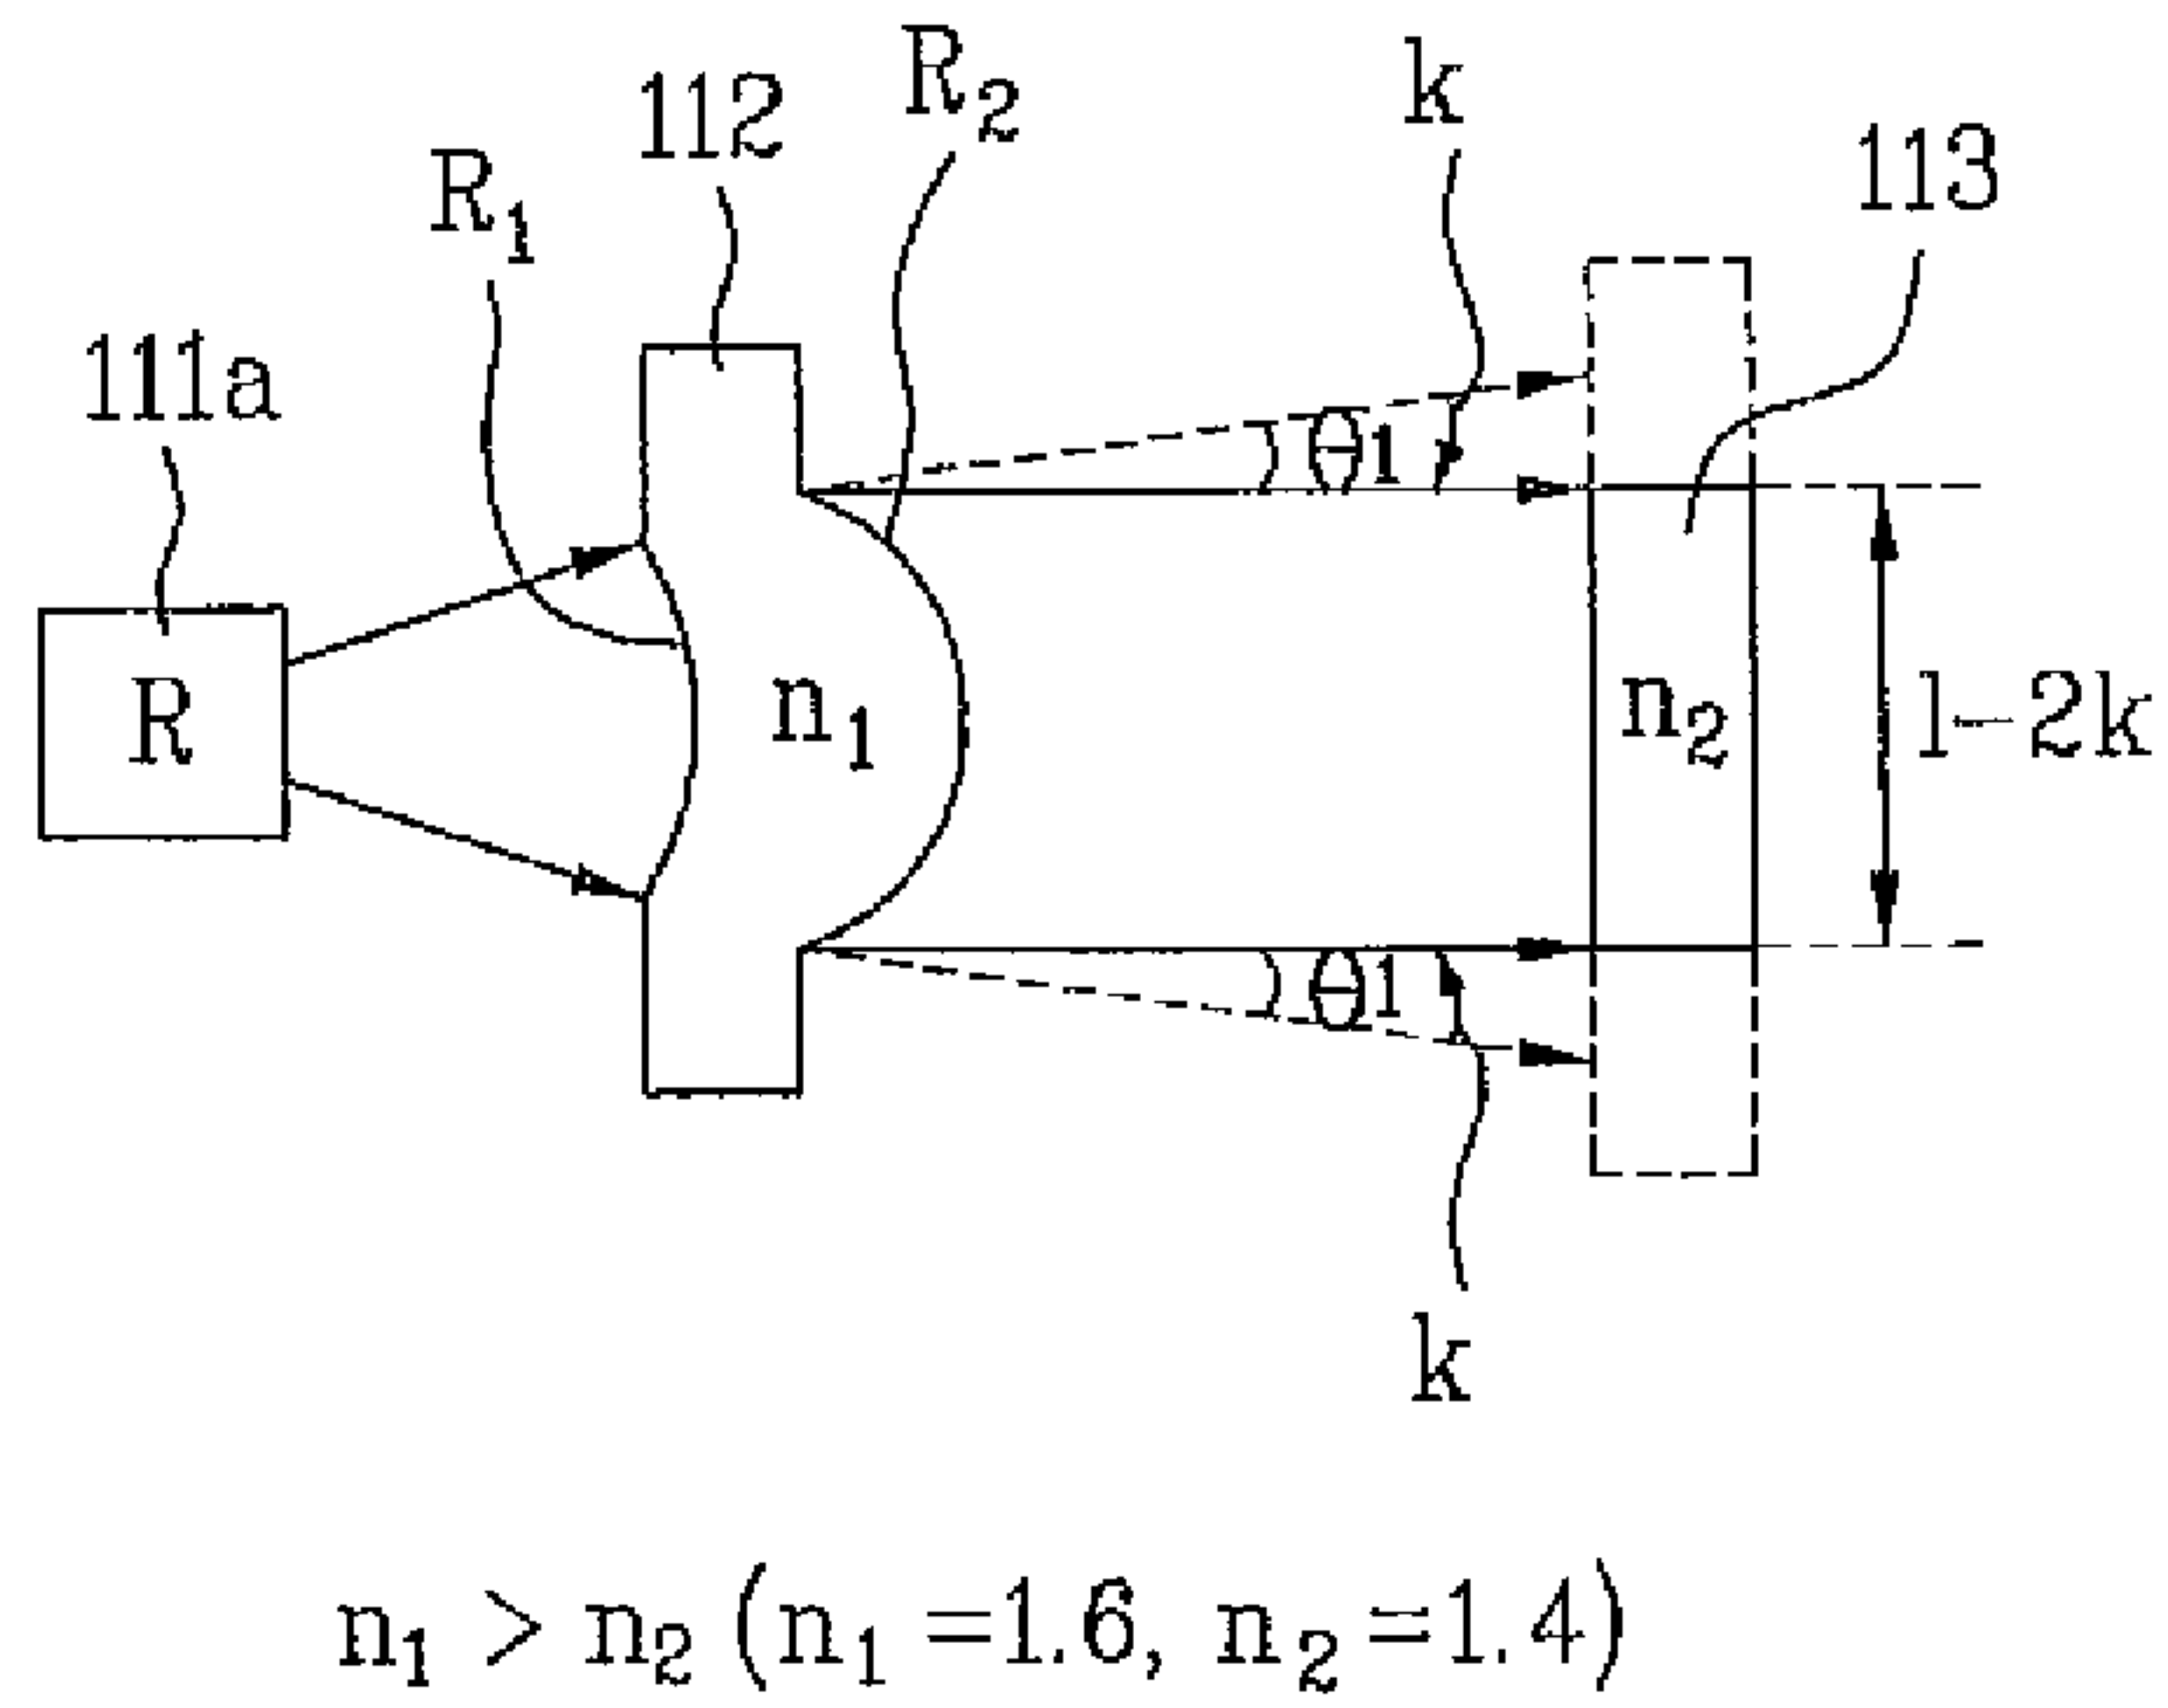 R₂
k
112
113
R₁
111a
θ1
R
n₁
n₂
l-2k
θ1
k
n₁ > n₂ (n₁ =1.6, n₂ =1.4)